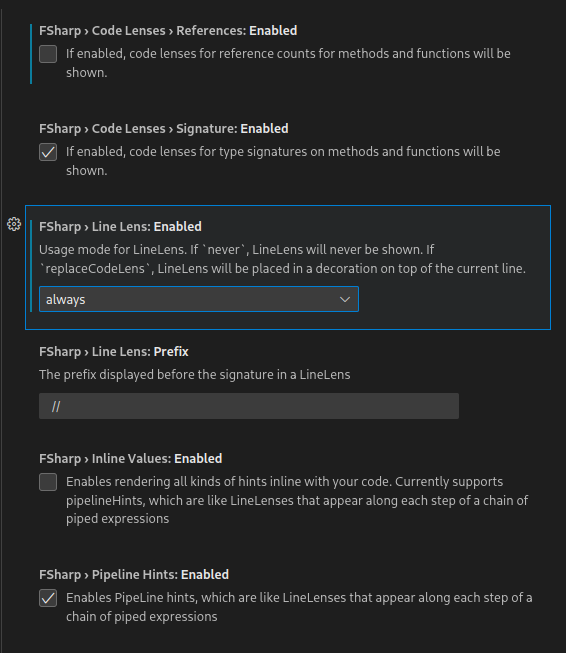 FSharp › Code Lenses › References: Enabled
If enabled, code lenses for reference counts for methods and functions will be
shown.
FSharp › Code Lenses › Signature: Enabled
If enabled, code lenses for type signatures on methods and functions will be
shown.
FSharp › Line Lens: Enabled
Usage mode for LineLens. If `never`, LineLens will never be shown. If
`replaceCodeLens`, LineLens will be placed in a decoration on top of the current line.
always
FSharp › Line Lens: Prefix
The prefix displayed before the signature in a LineLens
//
FSharp › Inline Values: Enabled
Enables rendering all kinds of hints inline with your code. Currently supports
pipelineHints, which are like LineLenses that appear along each step of a chain of
piped expressions
FSharp › Pipeline Hints: Enabled
Enables PipeLine hints, which are like LineLenses that appear along each step of a
chain of piped expressions